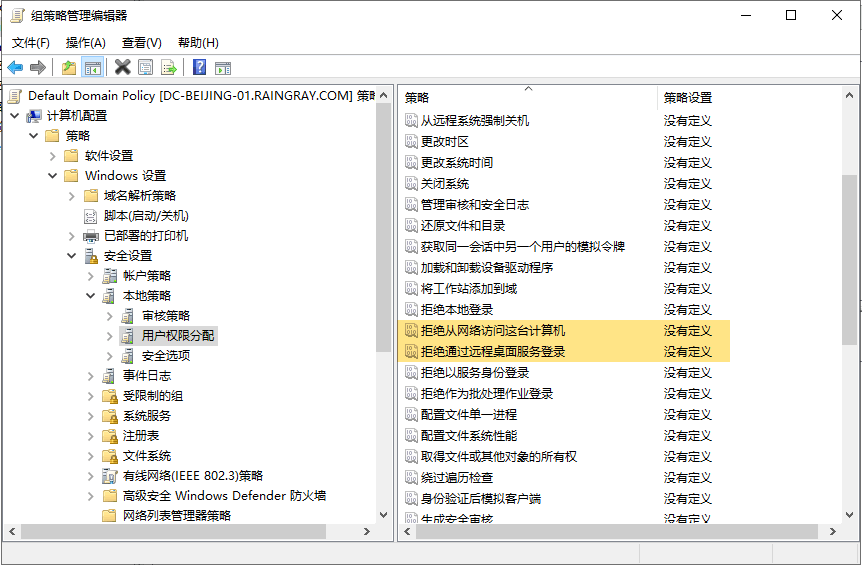 组策略管理编辑器
文件(F) 操作(A) 查看(V) 帮助(H)
Default Domain Policy [DC-BEIJING-01.RAINGRAY.COM] 策略
计算机配置
策略
软件设置
Windows 设置
域名解析策略
脚本(启动/关机)
已部署的打印机
安全设置
帐户策略
本地策略
审核策略
用户权限分配
安全选项
事件日志
受限制的组
系统服务
注册表
文件系统
有线网络(IEEE 802.3)策略
高级安全 Windows Defender 防火墙
网络列表管理器策略
策略 策略设置
从远程系统强制关机 没有定义
更改时区 没有定义
更改系统时间 没有定义
关闭系统 没有定义
管理审核和安全日志 没有定义
还原文件和目录 没有定义
获取同一会话中另一个用户的模拟令牌 没有定义
加载和卸载设备驱动程序 没有定义
将工作站添加到域 没有定义
拒绝本地登录 没有定义
拒绝从网络访问这台计算机 没有定义
拒绝通过远程桌面服务登录 没有定义
拒绝以服务身份登录 没有定义
拒绝作为批处理作业登录 没有定义
配置文件单一进程 没有定义
配置文件系统性能 没有定义
取得文件或其他对象的所有权 没有定义
绕过遍历检查 没有定义
身份验证后模拟客户端 没有定义
生成安全审核 没有定义